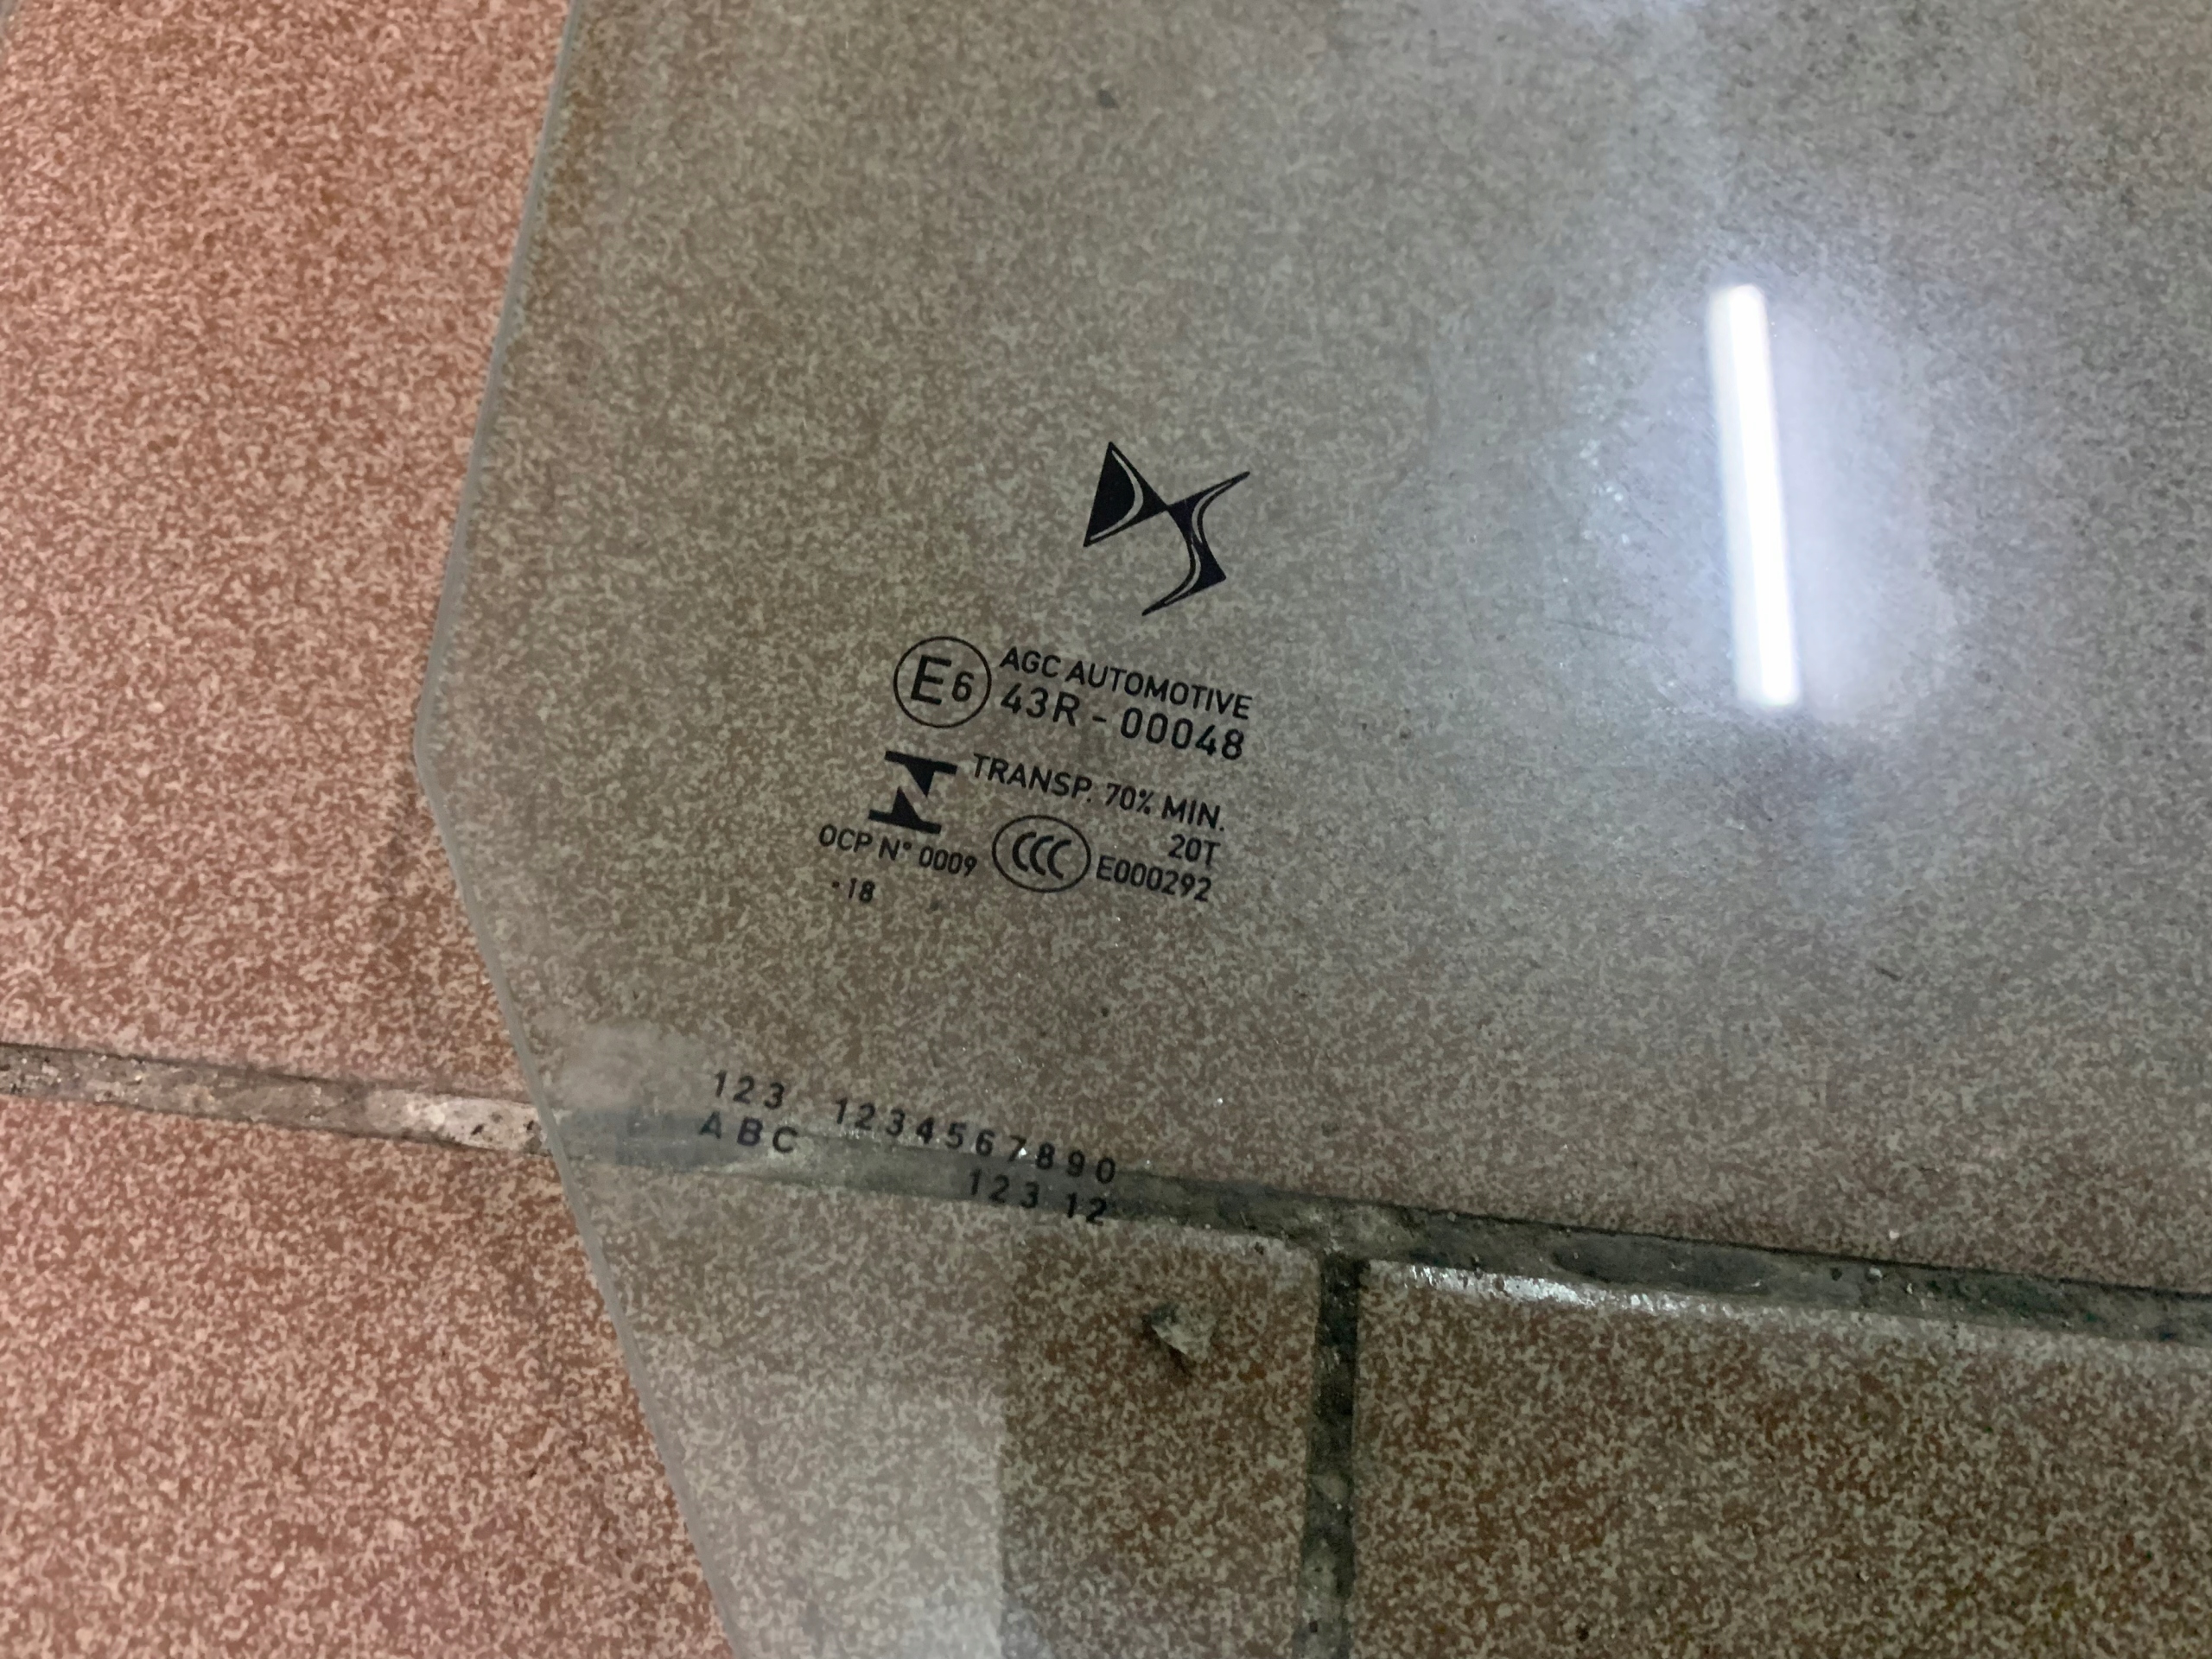 DS
E6 AGC AUTOMOTIVE
43R - 00048
TRANSP. 70% MIN.
20T
OCP N° 0009 CCC E000292
·18
123 1234567890
ABC
123 12